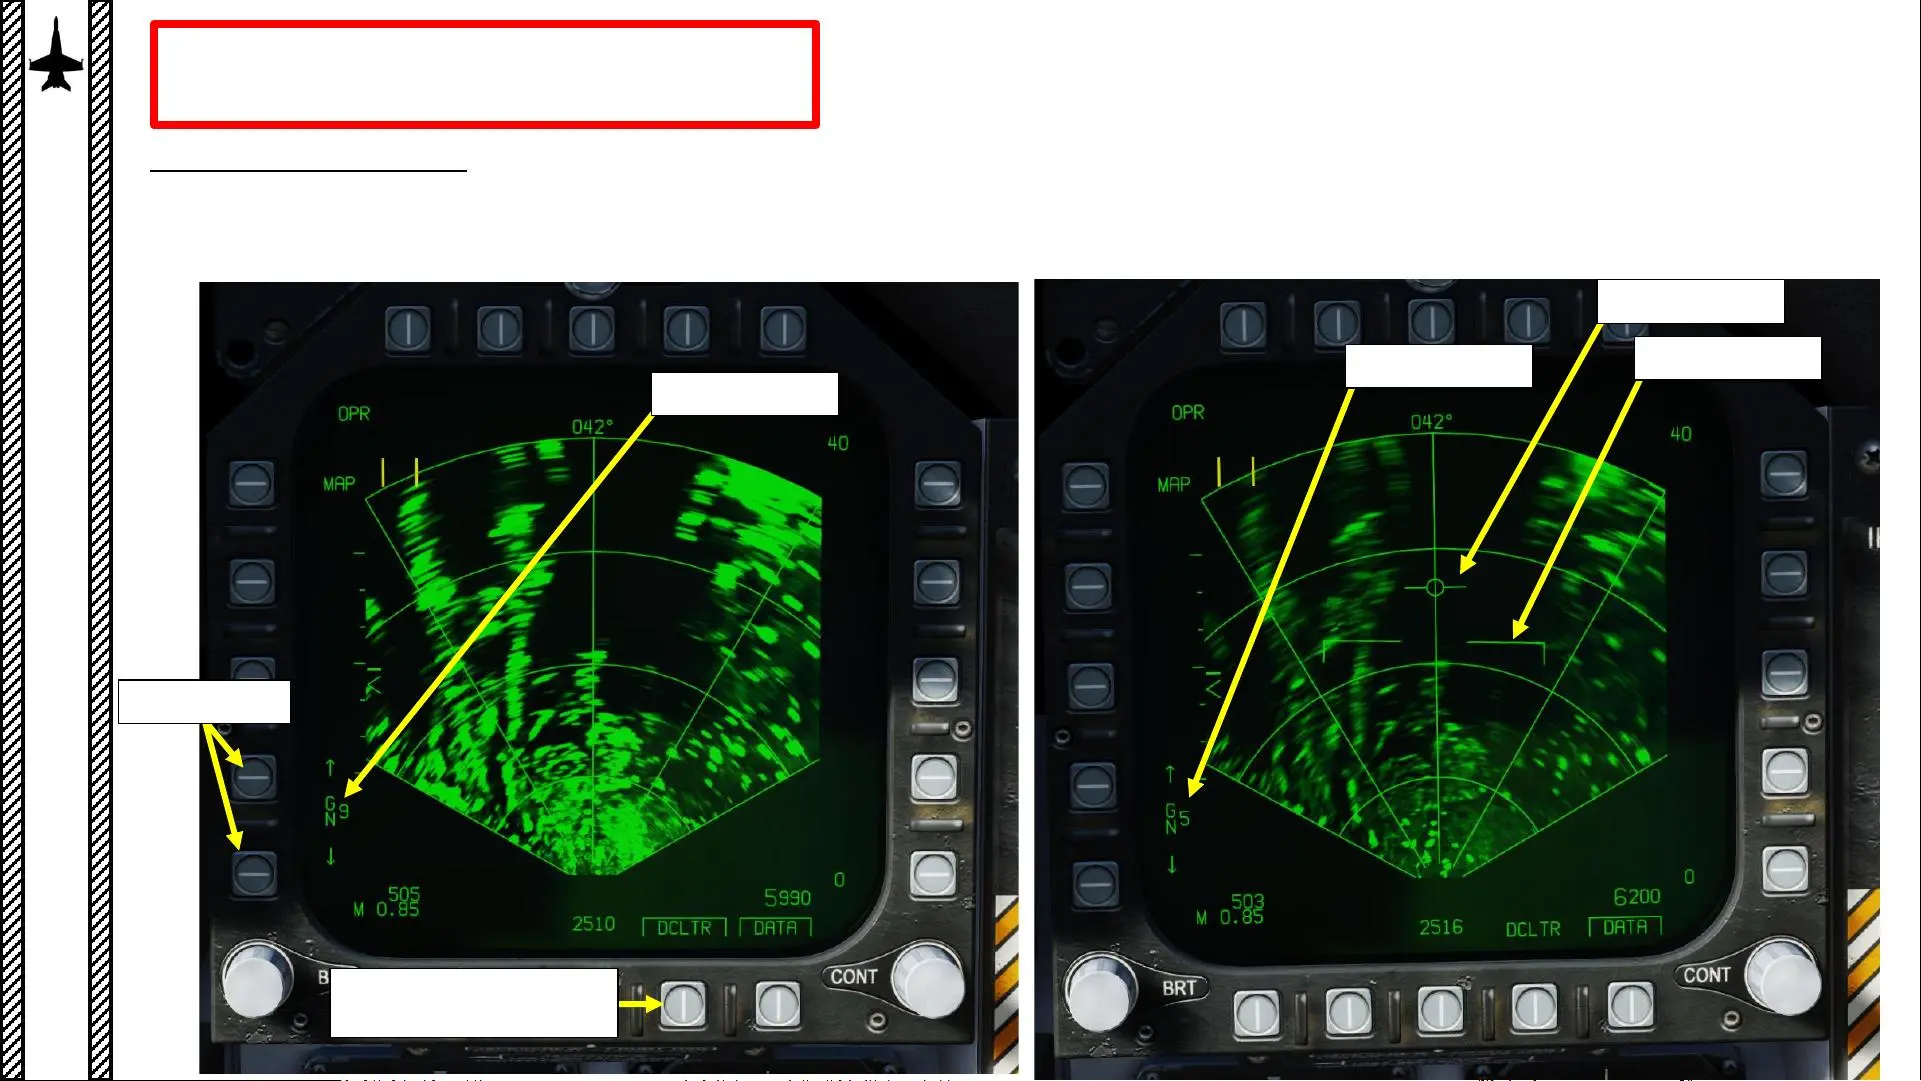 OPR
042°
40
MAP
G
N 9
505
M 0.85
2510
DCLTR
DATA
5990
0
B
CONT
OPR
042°
40
MAP
G
N 5
503
M 0.85
2516
DCLTR
DATA
6200
0
BRT
CONT